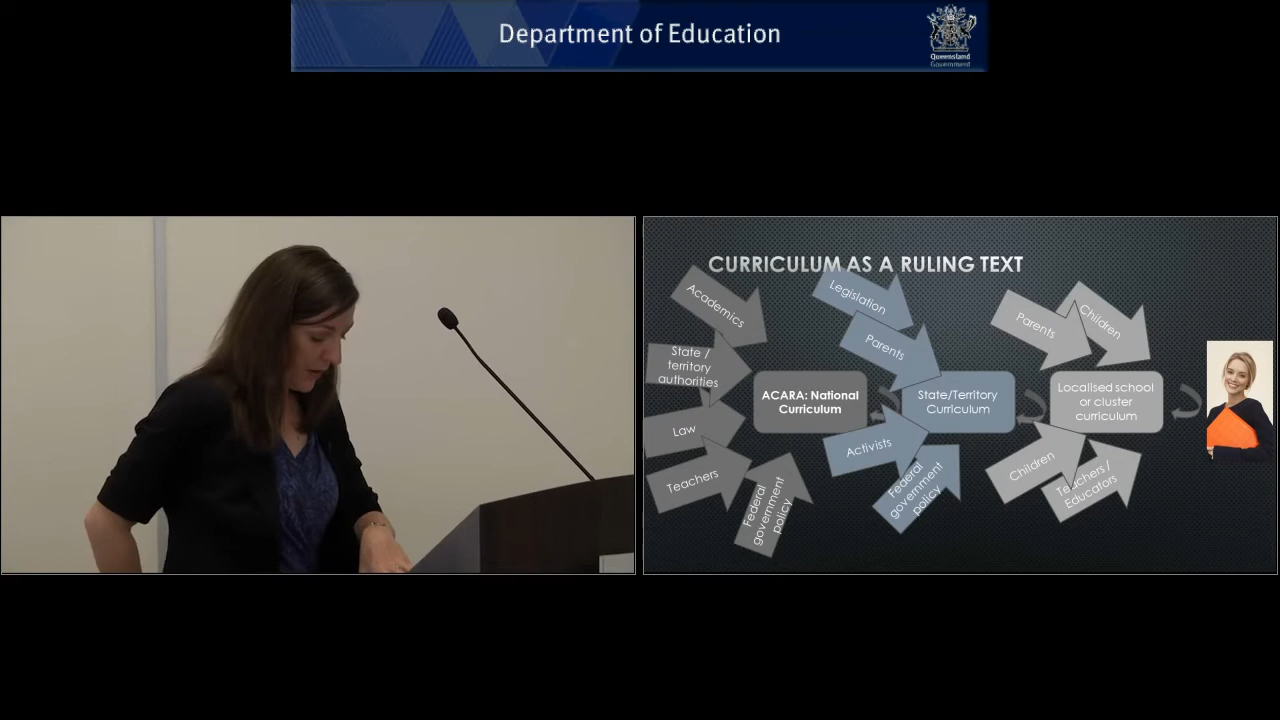 Department of Education
Queensland
Government
CURRICULUM AS A RULING TEXT
Academics
State /
territory
authorities
Law
Teachers
Federal
government
policy
ACARA: National
Curriculum
Legislation
Parents
Activists
Federal
government
policy
State/Territory
Curriculum
Parents
Children
Localised school
or cluster
curriculum
Children
Teachers /
Educators